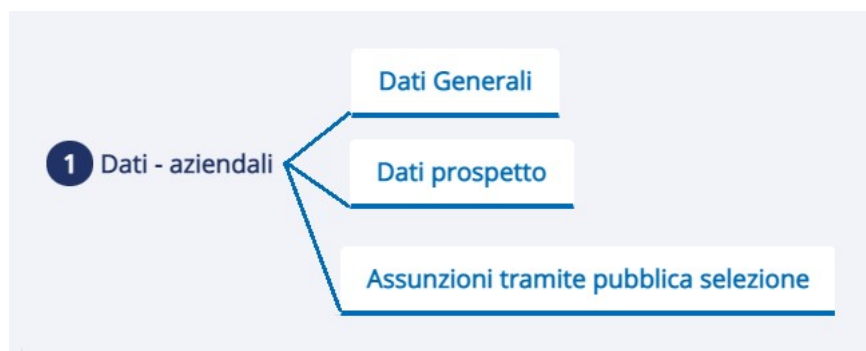 Dati Generali
1 Dati - aziendali
Dati prospetto
Assunzioni tramite pubblica selezione